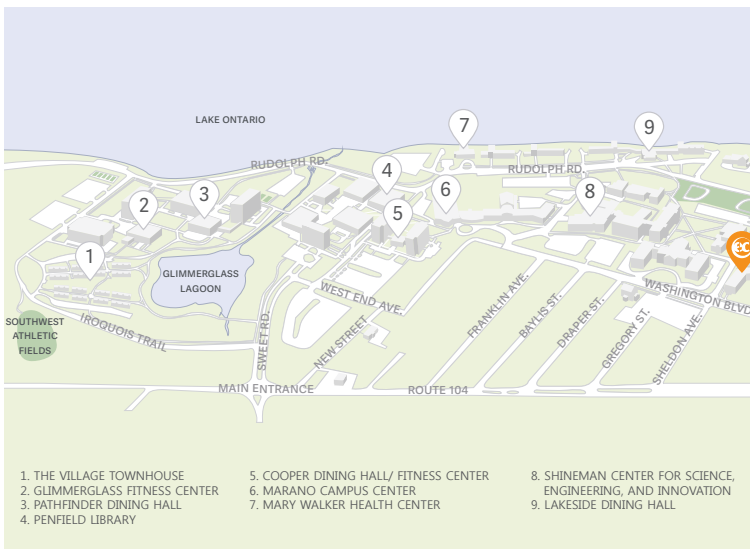 LAKE ONTARIO
7
9
RUDOLPH RD.
RUDOLPH RD.
4
3
6
8
2
5
1
éc
GLIMMERGLASS
LAGOON
WEST END AVE.
WASHINGTON BLVD
FRANKLIN AVE.
BAYLIS ST.
DRAPER ST.
GREGORY ST.
SHELDON AVE.
SOUTHWEST
ATHLETIC
FIELDS
IROQUOIS TRAIL
SWEET RD.
NEW STREET
MAIN ENTRANCE
ROUTE 104
1. THE VILLAGE TOWNHOUSE
2. GLIMMERGLASS FITNESS CENTER
3. PATHFINDER DINING HALL
4. PENFIELD LIBRARY
5. COOPER DINING HALL/ FITNESS CENTER
6. MARANO CAMPUS CENTER
7. MARY WALKER HEALTH CENTER
8. SHINEMAN CENTER FOR SCIENCE,
ENGINEERING, AND INNOVATION
9. LAKESIDE DINING HALL